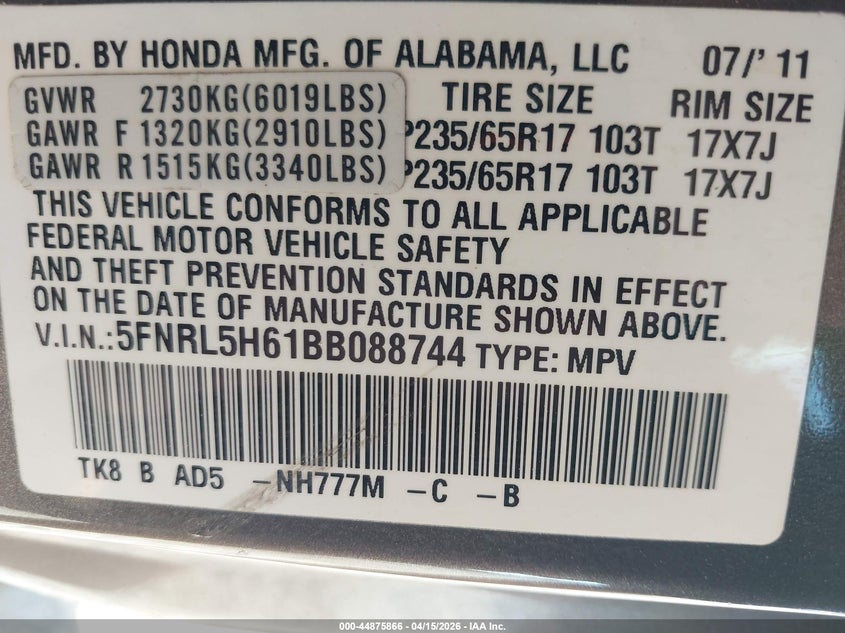 MFD. BY HONDA MFG. OF ALABAMA, LLC 07/' 11
GVWR 2730KG(6019LBS) TIRE SIZE RIM SIZE
GAWR F 1320KG(2910LBS) P235/65R17 103T 17X7J
GAWR R 1515KG(3340LBS) P235/65R17 103T 17X7J
THIS VEHICLE CONFORMS TO ALL APPLICABLE
FEDERAL MOTOR VEHICLE SAFETY
AND THEFT PREVENTION STANDARDS IN EFFECT
ON THE DATE OF MANUFACTURE SHOWN ABOVE.
V.I.N.:5FNRL5H61BB088744 TYPE: MPV
TK8 B AD5 -NH777M -C -B
000-44875866 - 04/15/2026 - IAA Inc.